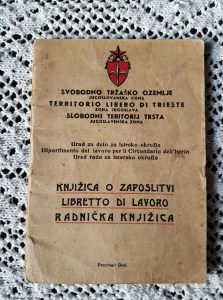 SVOBODNO TRŽAŠKO OZEMLJE
JUGOSLOVANSKA CONA
TERRITORIO LIBERO DI TRIESTE
ZONA JUGOSLAVA
SLOBODNI TERITORIJ TRSTA
JUGOSLAVENSKA ZONA
Urad za delo za istrsko okrožje
Dipartimento del lavoro per il Circondario dell'Istria
Ured rada za istarsko okružje
KNJIŽICA O ZAPOSLITVI
LIBRETTO DI LAVORO
RADNIČKA KNJIŽICA